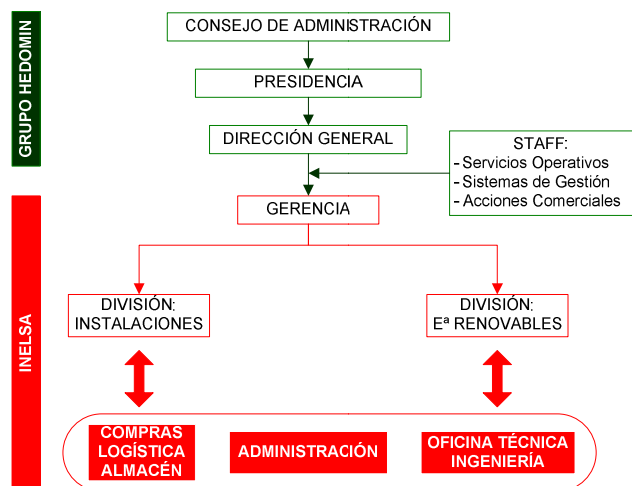 GRUPO HEDOMIN
CONSEJO DE ADMINISTRACIÓN
PRESIDENCIA
DIRECCIÓN GENERAL
STAFF:
- Servicios Operativos
- Sistemas de Gestión
- Acciones Comerciales
INELSA
GERENCIA
DIVISIÓN:
INSTALACIONES
DIVISIÓN:
Eª RENOVABLES
COMPRAS
LOGÍSTICA
ALMACÉN
ADMINISTRACIÓN
OFICINA TÉCNICA
INGENIERÍA